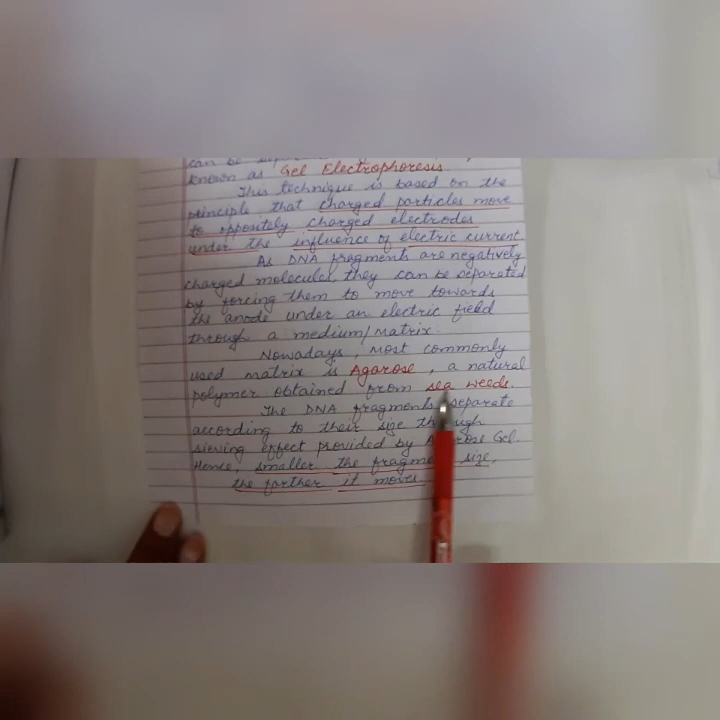 can be
known as Gel Electrophoresis.
This technique is based on the
principle that charged particles move
to oppositely charged electrodes
under the influence of electric current.
As DNA fragments are negatively
charged molecules, they can be separated
by forcing them to move towards
the anode under an electric field
through a medium/Matrix.
Nowadays, most commonly
used matrix is Agarose, a natural
polymer obtained from sea weeds.
The DNA fragments separate
according to their size through
sieving effect provided by Agarose Gel.
Hence, smaller the fragment size,
the farther it moves